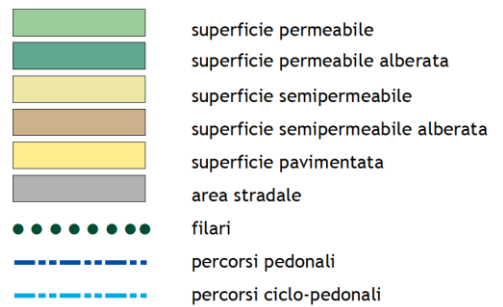 superficie permeabile
superficie permeabile alberata
superficie semipermeabile
superficie semipermeabile alberata
superficie pavimentata
area stradale
filari
percorsi pedonali
percorsi ciclo-pedonali